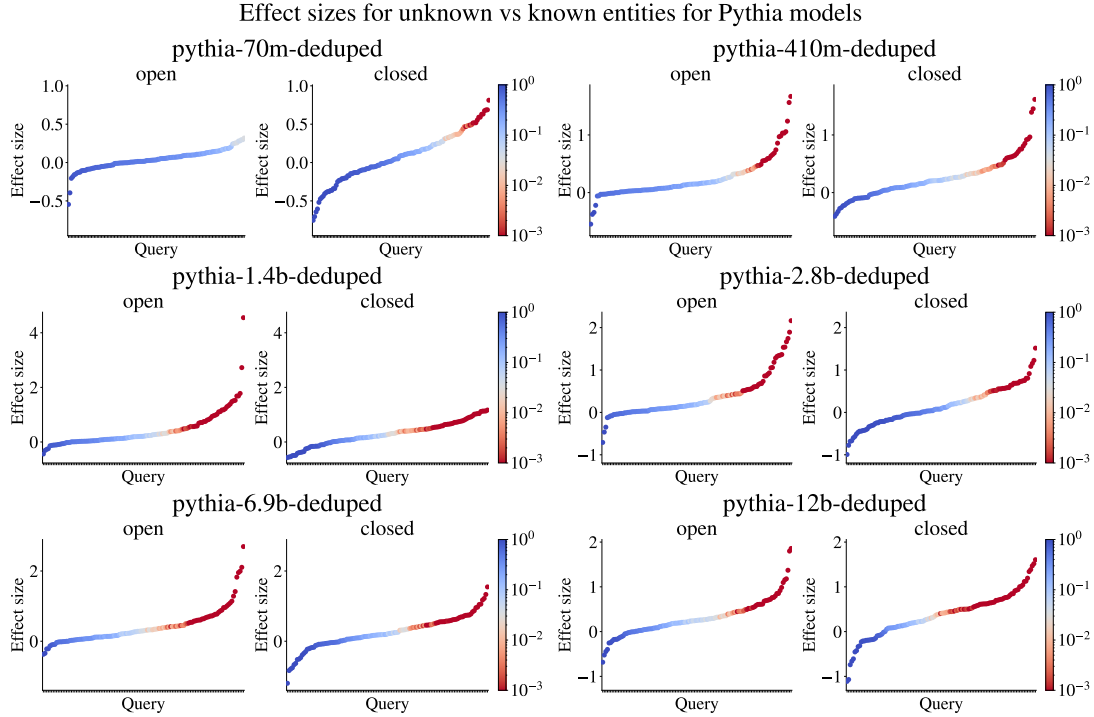 Effect sizes for unknown vs known entities for Pythia models
pythia-70m-deduped
open
closed
Effect size
1.0
0.5
0.0
−0.5
Query
Effect size
1.0
0.5
0.0
−0.5
Query
10^0
10^-1
10^-2
10^-3
pythia-410m-deduped
open
closed
Effect size
1
0
Query
Effect size
1
0
Query
10^0
10^-1
10^-2
10^-3
pythia-1.4b-deduped
open
closed
Effect size
4
2
0
Query
Effect size
4
2
0
Query
10^0
10^-1
10^-2
10^-3
pythia-2.8b-deduped
open
closed
Effect size
2
1
0
−1
Query
Effect size
2
1
0
−1
Query
10^0
10^-1
10^-2
10^-3
pythia-6.9b-deduped
open
closed
Effect size
2
0
Query
Effect size
2
0
Query
10^0
10^-1
10^-2
10^-3
pythia-12b-deduped
open
closed
Effect size
2
1
0
−1
Query
Effect size
2
1
0
−1
Query
10^0
10^-1
10^-2
10^-3